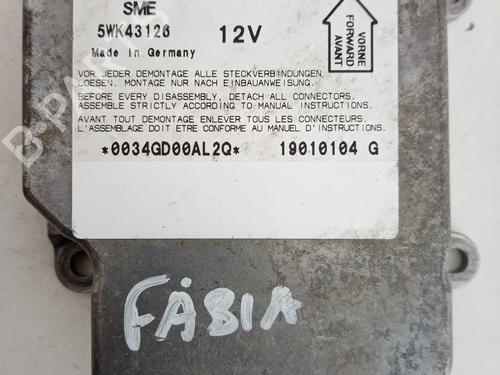 SME
5WK43126 12V
Made in Germany
VORNE
FORWARD
AVANT
VOR JEDER DEMONTAGE ALLE STECKVERBINDUNGEN
LOESEN. MONTAGE NUR NACH EINBAUANWEISUNG.
BEFORE EVERY DISASSEMBLY, DETACH ALL CONNECTORS,
ASSEMBLE STRICTLY ACCORDING TO MANUAL INSTRUCTIONS.
AVANT TOUT DEMONTAGE ENLEVER TOUS LES CONNECTEURS.
L'ASSEMBLAGE DOIT ETRE CONFORME AU MANUEL D'INSTRUCTIONS.
*0034GD00AL2Q* 19010104 G
FÁBIA